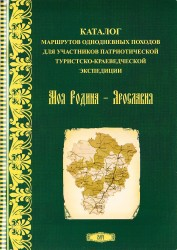 КАТАЛОГ
МАРШРУТОВ ОДНОДНЕВНЫХ ПОХОДОВ
ДЛЯ УЧАСТНИКОВ ПАТРИОТИЧЕСКОЙ
ТУРИСТСКО-КРАЕВЕДЧЕСКОЙ
ЭКСПЕДИЦИИ
Моя Родина – Ярославия